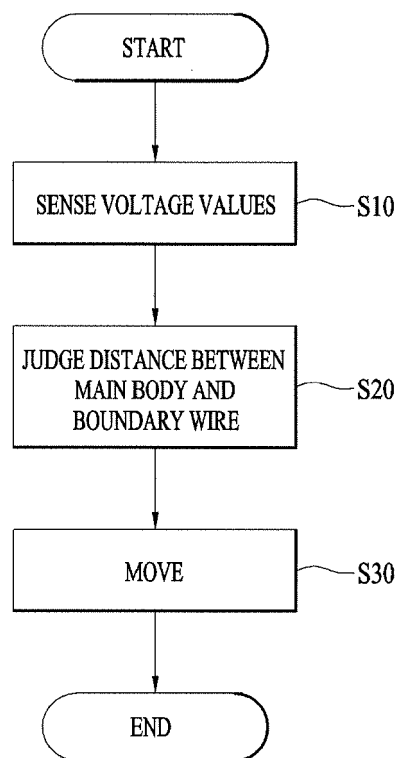 START
SENSE VOLTAGE VALUES
S10
JUDGE DISTANCE BETWEEN
MAIN BODY AND
BOUNDARY WIRE
S20
MOVE
S30
END